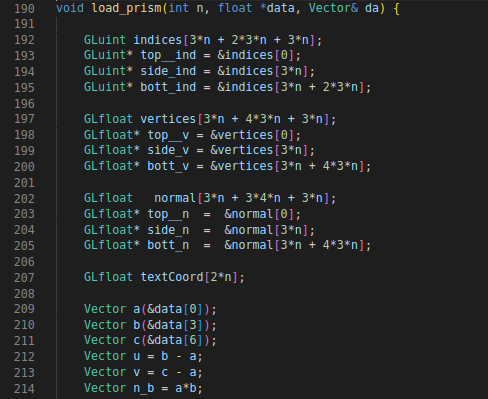 190 void load_prism(int n, float *data, Vector& da) {
191
192     GLuint indices[3*n + 2*3*n + 3*n];
193     GLuint* top__ind = &indices[0];
194     GLuint* side_ind = &indices[3*n];
195     GLuint* bott_ind = &indices[3*n + 2*3*n];
196
197     GLfloat vertices[3*n + 4*3*n + 3*n];
198     GLfloat* top__v = &vertices[0];
199     GLfloat* side_v = &vertices[3*n];
200     GLfloat* bott_v = &vertices[3*n + 4*3*n];
201
202     GLfloat   normal[3*n + 3*4*n + 3*n];
203     GLfloat* top__n  =  &normal[0];
204     GLfloat* side_n  =  &normal[3*n];
205     GLfloat* bott_n  =  &normal[3*n + 4*3*n];
206
207     GLfloat textCoord[2*n];
208
209     Vector a(&data[0]);
210     Vector b(&data[3]);
211     Vector c(&data[6]);
212     Vector u = b - a;
213     Vector v = c - a;
214     Vector n_b = a*b;